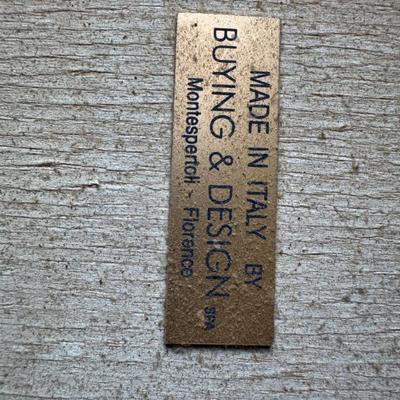 MADE IN ITALY BY
BUYING & DESIGN SPA
Montespertoli - Florence